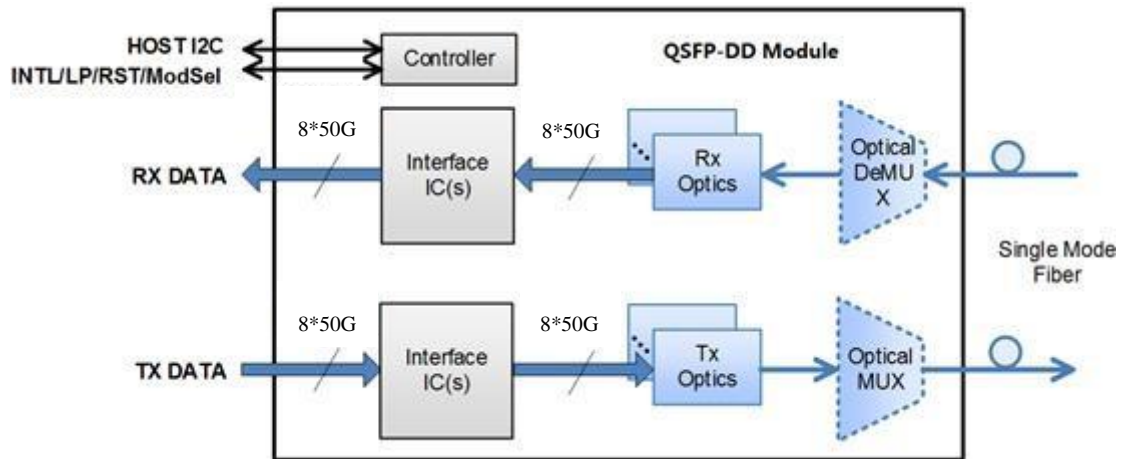 HOST I2C
INTL/LP/RST/ModSel
Controller
QSFP-DD Module
8*50G
8*50G
RX DATA
Interface
IC(s)
Rx
Optics
Optical
DeMU
X
Single Mode
Fiber
8*50G
8*50G
TX DATA
Interface
IC(s)
Tx
Optics
Optical
MUX